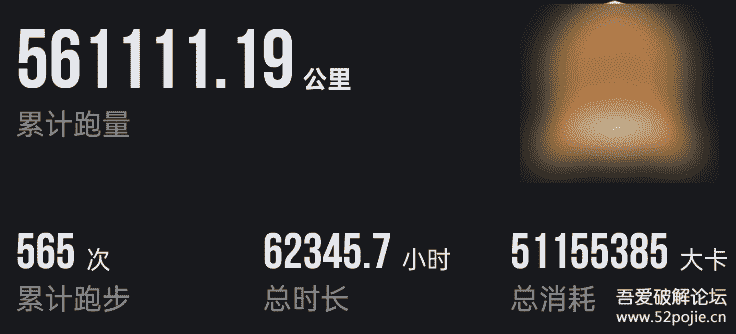 561111.19 公里
累计跑量
565 次 62345.7 小时 51155385 大卡
累计跑步 总时长 总消耗
吾爱破解论坛
www.52pojie.cn